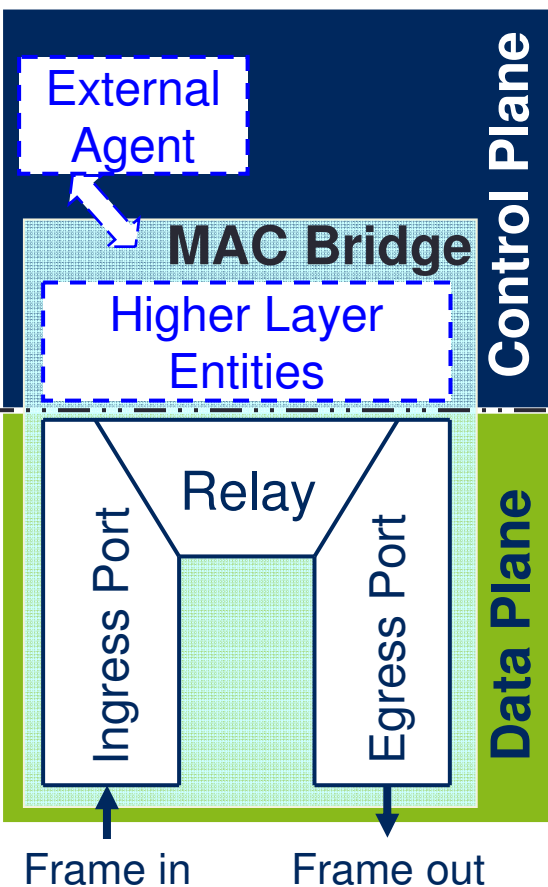 External
Agent
Control Plane
MAC Bridge
Higher Layer
Entities
Relay
Ingress Port
Egress Port
Data Plane
Frame in
Frame out